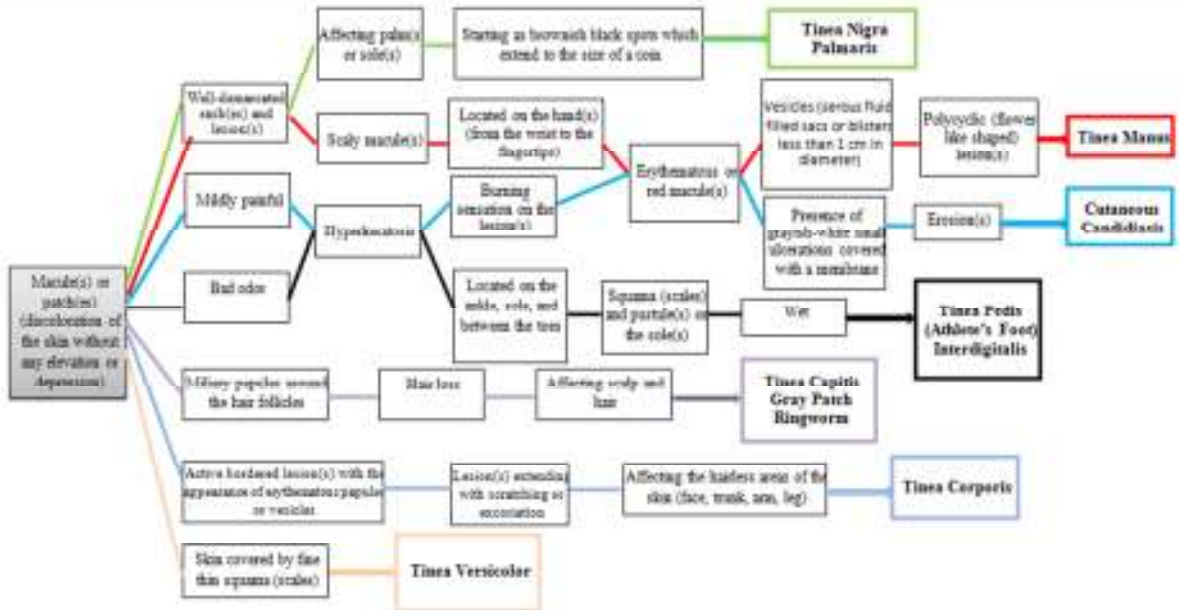 Affecting palm(s)
or sole(s)
Starting as brownish black spots which
extend to the size of a coin
Tinea Nigra
Palmaris
Well-demarcated
and
lesion(s)
Scaly macule(s)
Located on the hand(s)
(from the wrist to the
fingertips)
Erythematous or
red macule(s)
Vesicles (serous fluid
filled sacs or blisters
less than 1 cm in
diameter)
Polycyclic (flower
like shaped)
lesion(s)
Tinea Manus
Mildly painful
Hyperkeratosis
Burning
sensation on the
lesion(s)
Presence of
grayish-white small
ulcerations covered
with a membrane
Erosion(s)
Cutaneous
Candidiasis
Macule(s) or
patch(es)
(discoloration of
the skin without
any elevation or
depression)
Bad odor
Located on the
ankle, sole, and
between the toes
Squama (scales)
and pustule(s) on
the sole(s)
Wet
Tinea Pedis
(Athlete's Foot)
Interdigitalis
Miliary papules around
the hair follicles
Hair loss
Affecting scalp and
hair
Tinea Capitis
Gray Patch
Ringworm
Active bordered lesion(s) with the
appearance of erythematous papules
or vesicles
Lesion(s) extending
with scratching or
excoriation
Affecting the hairless areas of the
skin (face, trunk, arm, leg)
Tinea Corporis
Skin covered by fine
thin squama (scales)
Tinea Versicolor